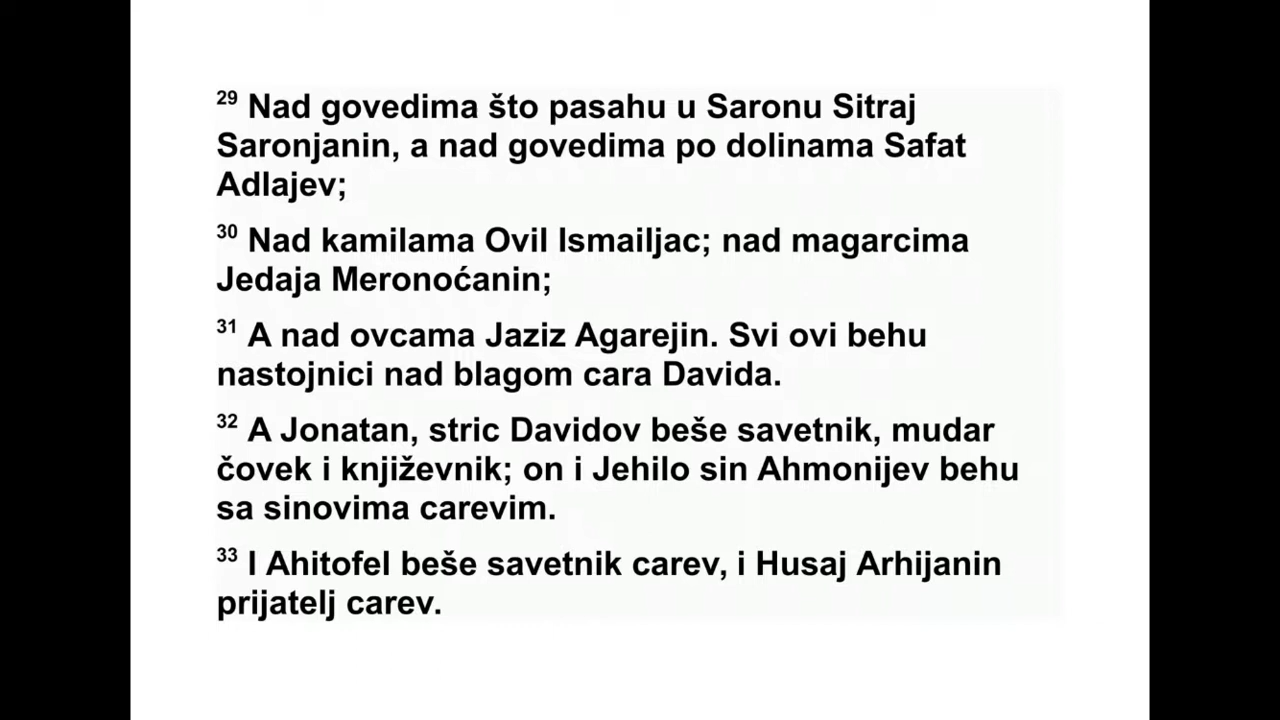 29 Nad govedima što pasahu u Saronu Sitraj
Saronjanin, a nad govedima po dolinama Safat
Adlajev;
30 Nad kamilama Ovil Ismailjac; nad magarcima
Jedaja Meronoćanin;
31 A nad ovcama Jaziz Agarejin. Svi ovi behu
nastojnici nad blagom cara Davida.
32 A Jonatan, stric Davidov beše savetnik, mudar
čovek i književnik; on i Jehilo sin Ahmonijev behu
sa sinovima carevim.
33 I Ahitofel beše savetnik carev, i Husaj Arhijanin
prijatelj carev.